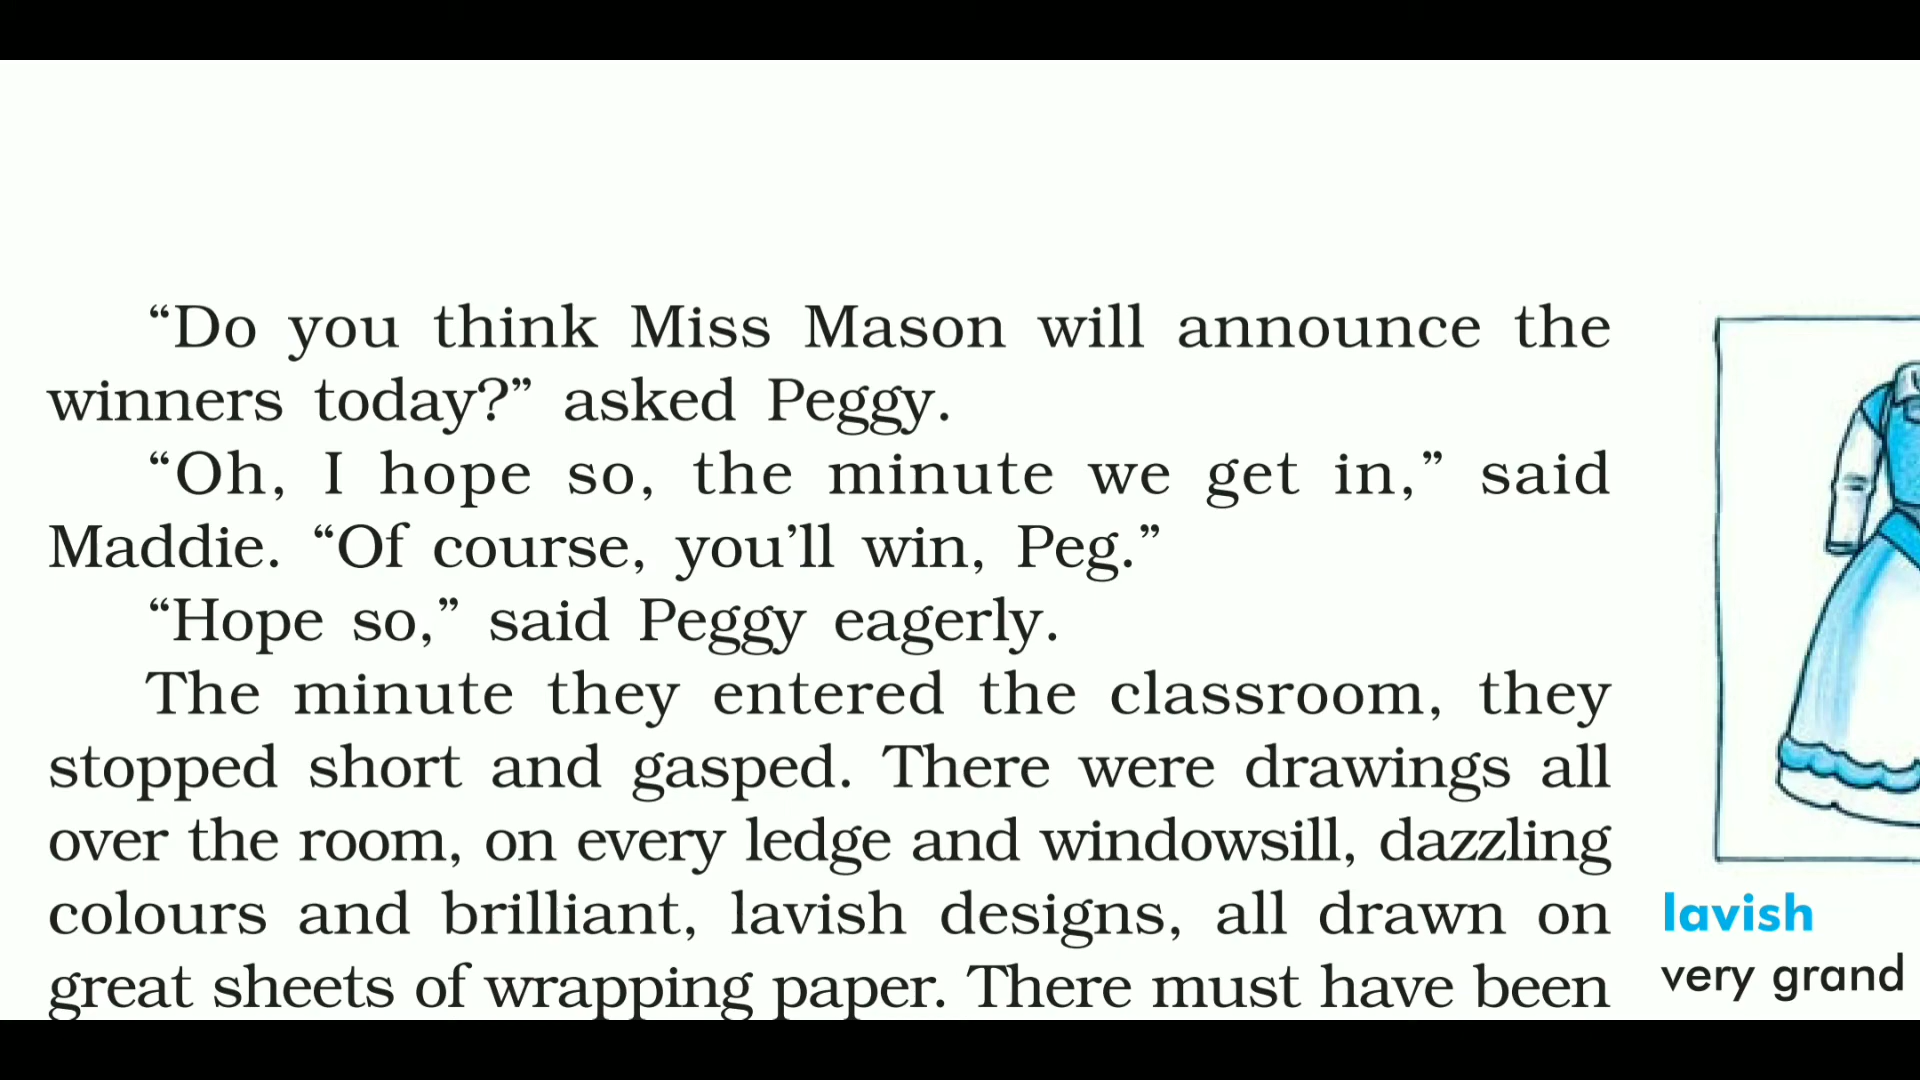 “Do you think Miss Mason will announce the
winners today?” asked Peggy.
“Oh, I hope so, the minute we get in,” said
Maddie. “Of course, you’ll win, Peg.”
“Hope so,” said Peggy eagerly.
The minute they entered the classroom, they
stopped short and gasped. There were drawings all
over the room, on every ledge and windowsill, dazzling
colours and brilliant, lavish designs, all drawn on
great sheets of wrapping paper. There must have been
lavish
very grand